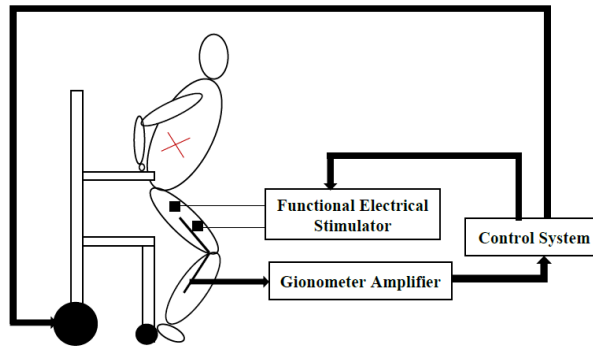 Functional Electrical
Stimulator
Control System
Gionometer Amplifier